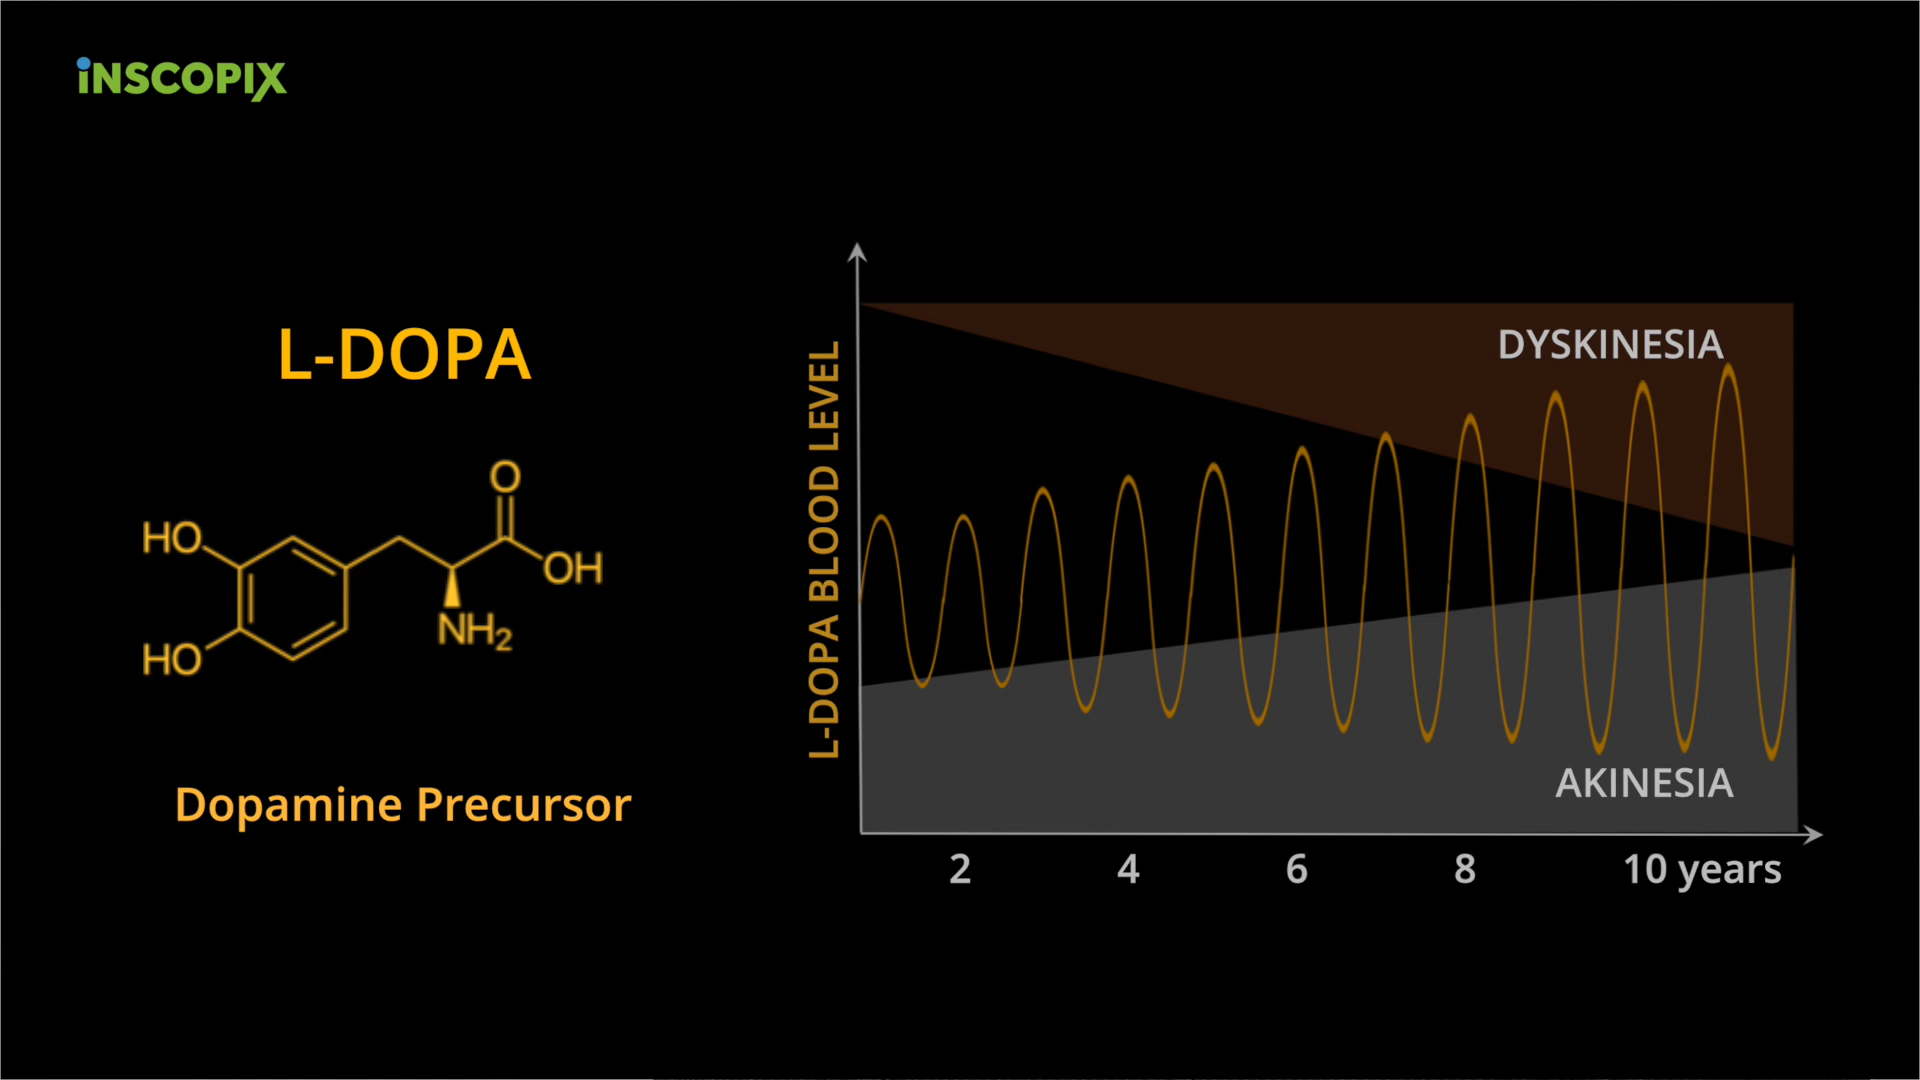 iNSCOPIX
L-DOPA
O
HO
OH
NH₂
HO
Dopamine Precursor
L-DOPA BLOOD LEVEL
DYSKINESIA
AKINESIA
2 4 6 8 10 years